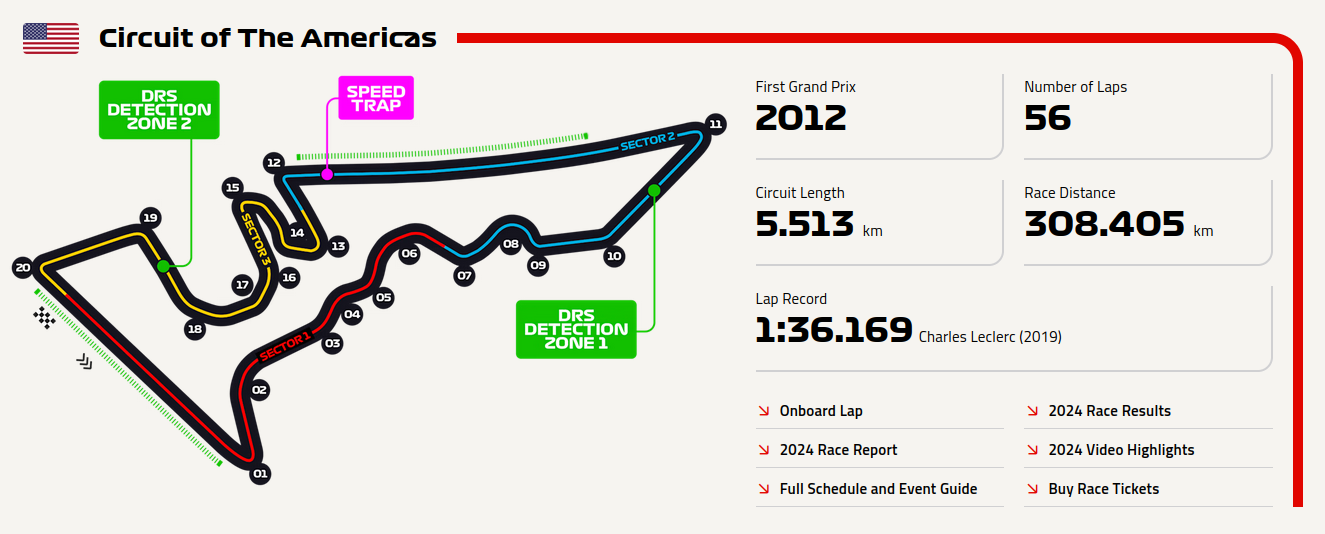 Circuit of The Americas
DRS
DETECTION
ZONE 2
SPEED
TRAP
11
SECTOR 2
12
15
19
14
13
SECTOR 3
20
17
16
18
06
07
08
09
10
05
04
03
SECTOR 1
02
01
DRS
DETECTION
ZONE 1
First Grand Prix
2012
Number of Laps
56
Circuit Length
5.513 km
Race Distance
308.405 km
Lap Record
1:36.169 Charles Leclerc (2019)
Onboard Lap
2024 Race Results
2024 Race Report
2024 Video Highlights
Full Schedule and Event Guide
Buy Race Tickets